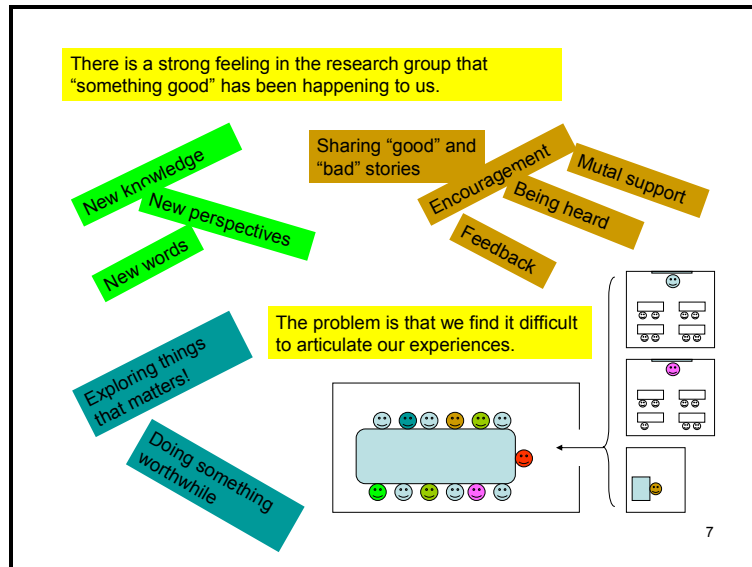 There is a strong feeling in the research group that
“something good” has been happening to us.
New knowledge
New perspectives
New words
Sharing “good” and
“bad” stories
Encouragement
Mutal support
Being heard
Feedback
The problem is that we find it difficult
to articulate our experiences.
Exploring things
that matters!
Doing something
worthwhile
7